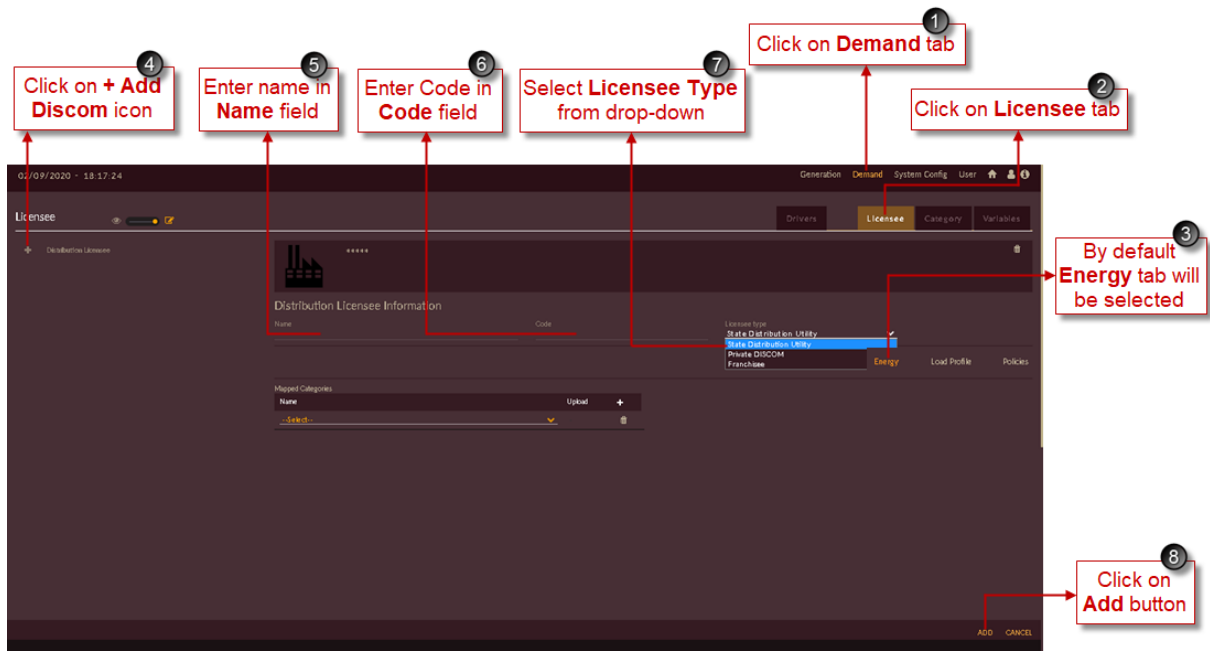 1
Click on Demand tab
4
Click on + Add
Discom icon
5
Enter name in
Name field
6
Enter Code in
Code field
7
Select Licensee Type
from drop-down
2
Click on Licensee tab
02/09/2020 - 18:17:24
Generation Demand System Config User
Licensee
Drivers Licensee Category Variables
+ Distribution Licensee
*****
3
By default
Energy tab will
be selected
Distribution Licensee Information
Name Code Licensee type
State Distribution Utility
State Distribution Utility
Private DISCOM
Franchisee
Energy Load Profile Policies
Mapped Categories
Name Upload +
--Select--
8
Click on
Add button
ADD CANCEL